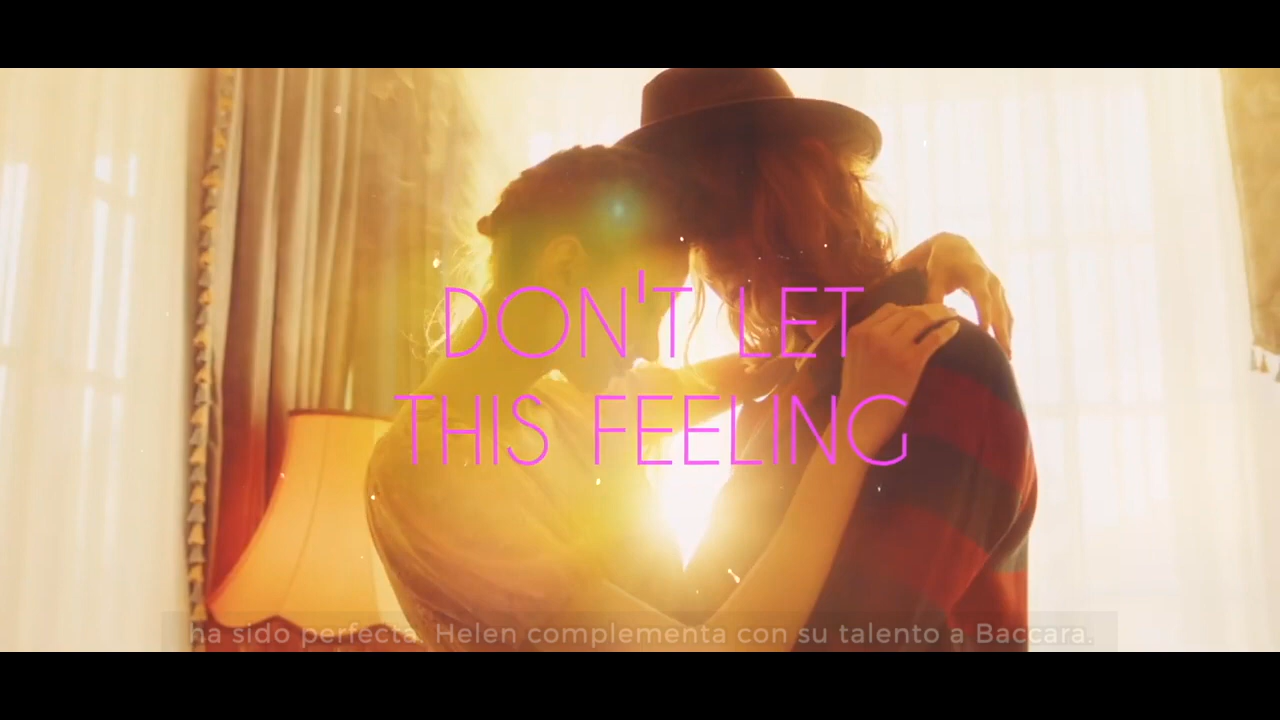 DON'T LET
THIS FEELING
ha sido perfecta. Helen complementa con su talento a Baccara.